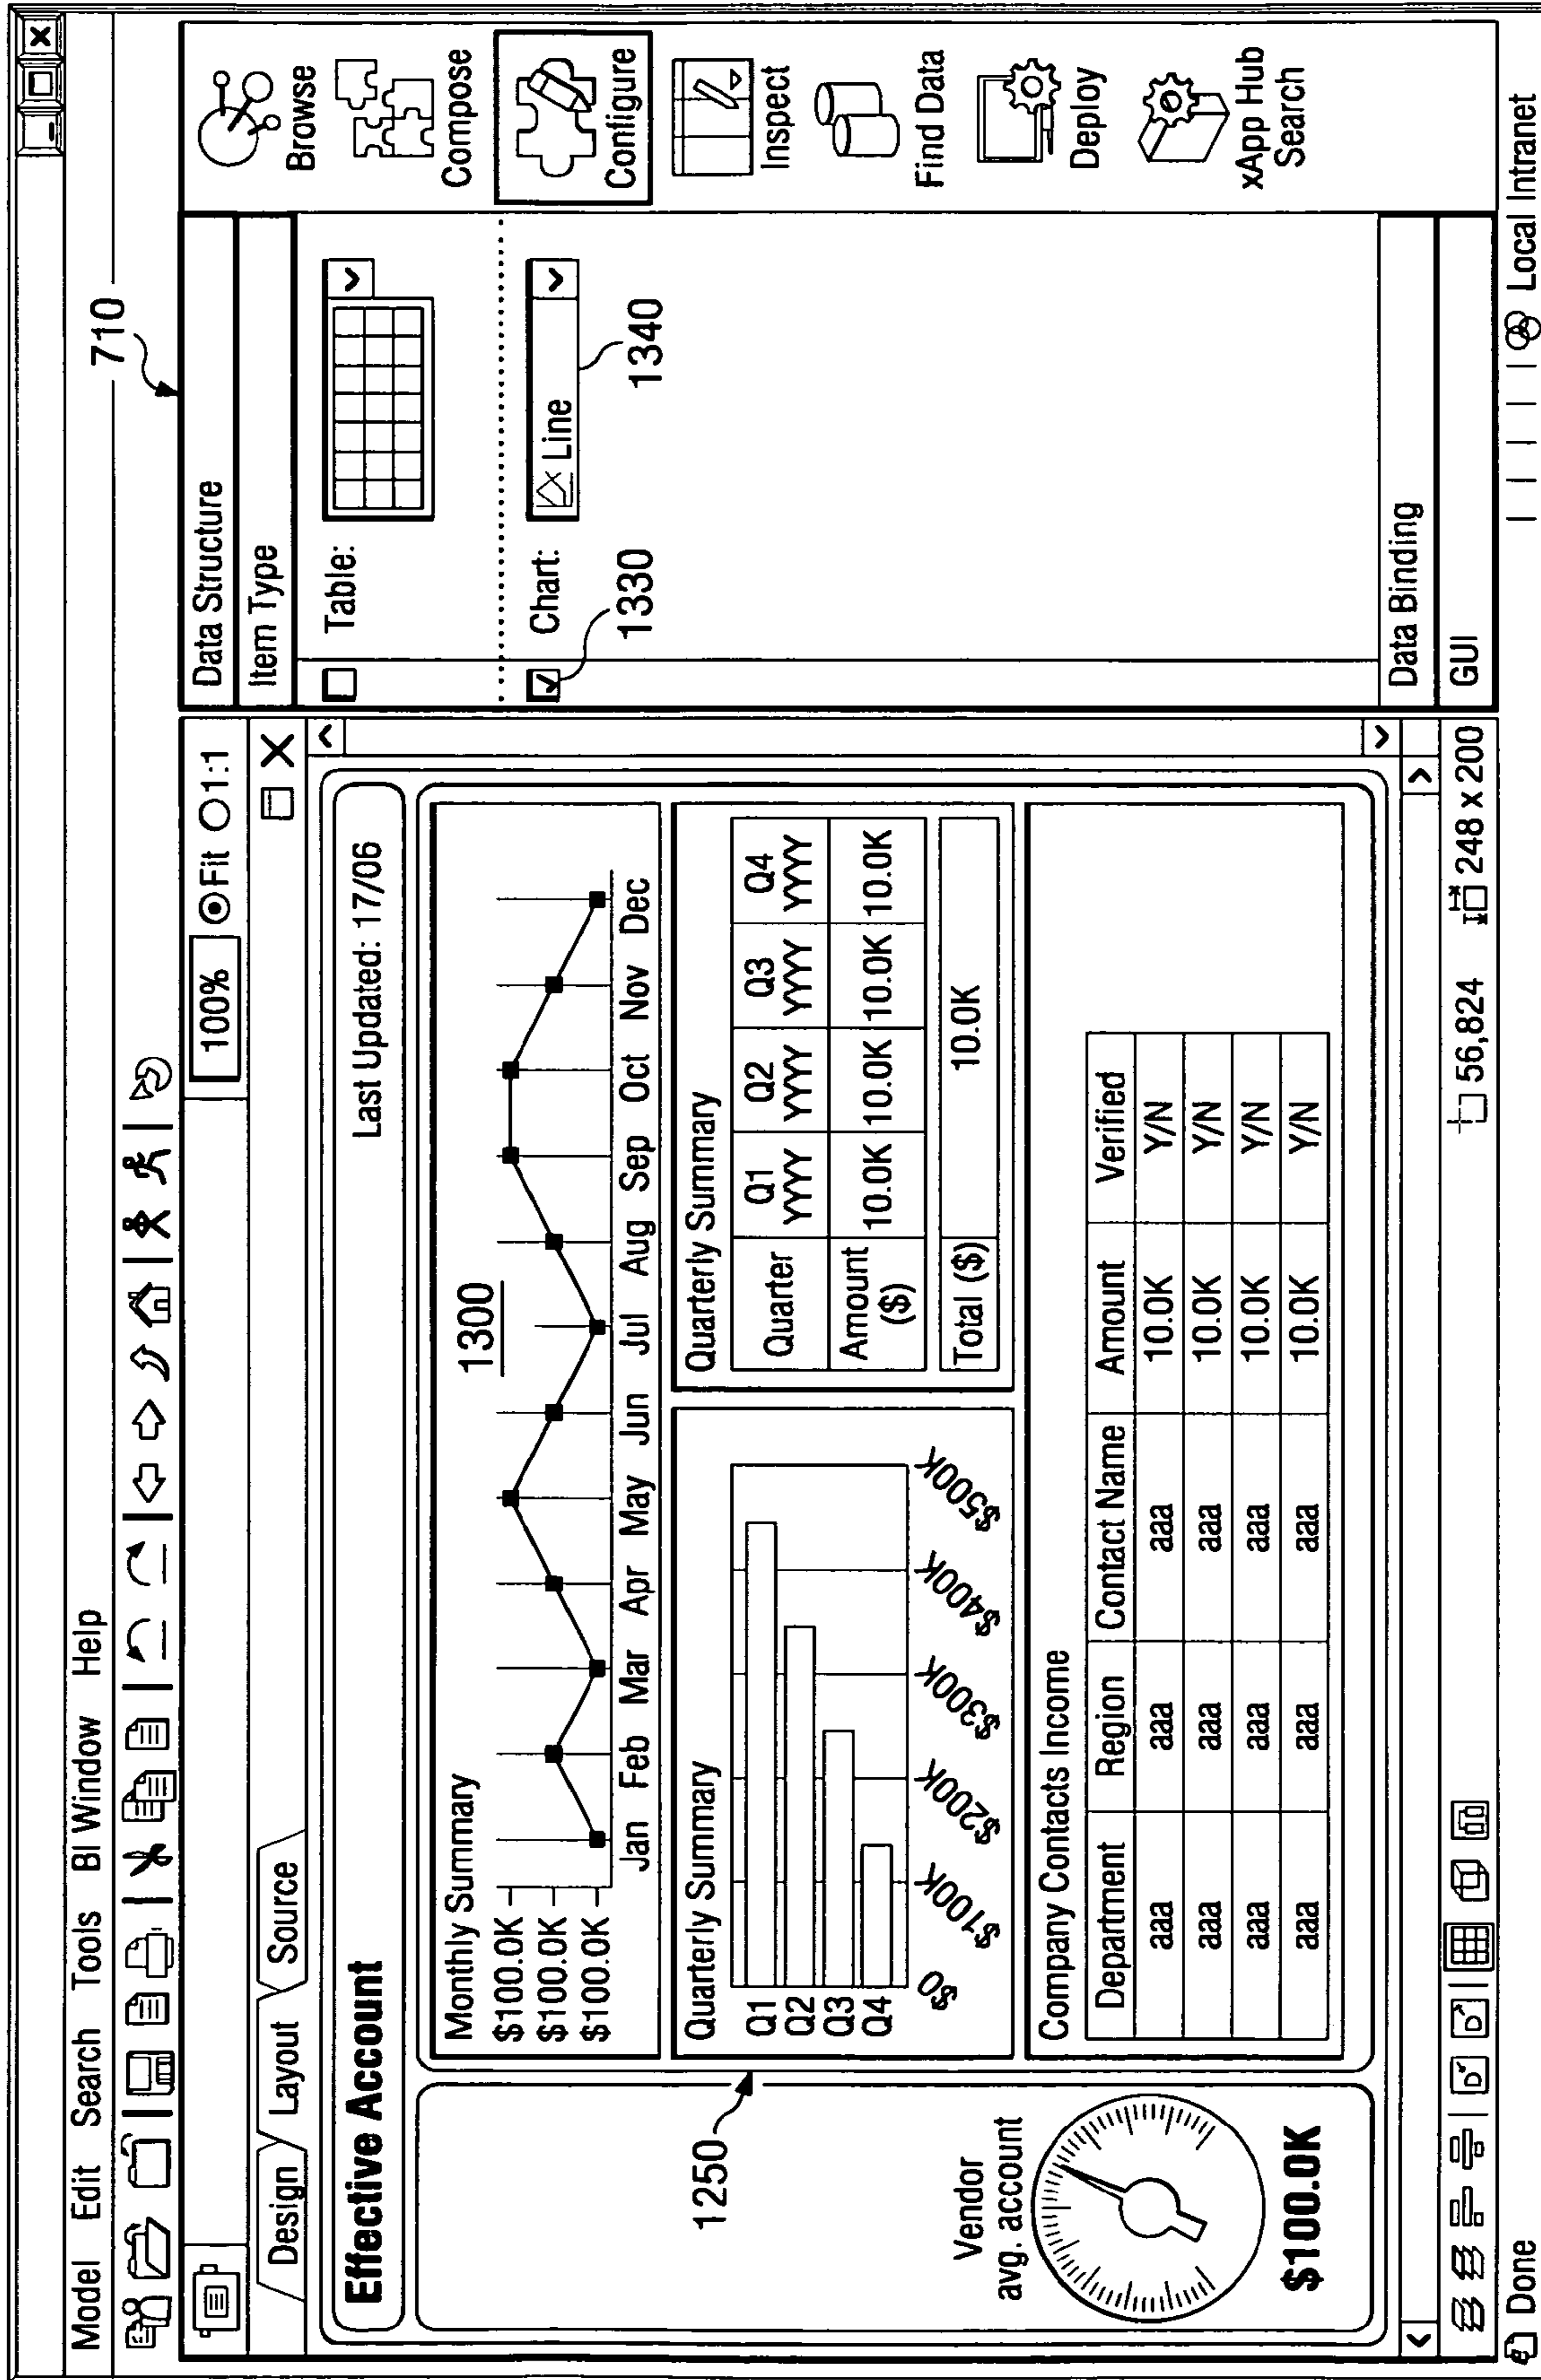 Model Edit Search Tools BI Window Help
710
100% Fit 1:1
Design Layout Source
Effective Account
Last Updated: 17/06
Monthly Summary
1300
$100.0K
$100.0K
$100.0K
Jan Feb Mar Apr May Jun Jul Aug Sep Oct Nov Dec
1250
Quarterly Summary
Q1
Q2
Q3
Q4
$0 $100K $200K $300K $400K $500K
Quarterly Summary
Quarter Q1 YYYY Q2 YYYY Q3 YYYY Q4 YYYY
Amount ($) 10.0K 10.0K 10.0K 10.0K
Total ($) 10.0K
Vendor
avg. account
$100.0K
Company Contacts Income
Department Region Contact Name Amount Verified
aaa aaa aaa 10.0K Y/N
aaa aaa aaa 10.0K Y/N
aaa aaa aaa 10.0K Y/N
aaa aaa aaa 10.0K Y/N
Data Structure
Item Type
Table:
Chart: Line
1330
1340
Data Binding
GUI
Browse
Compose
Configure
Inspect
Find Data
Deploy
xApp Hub
Search
56,824 248 x 200
Done
Local Intranet